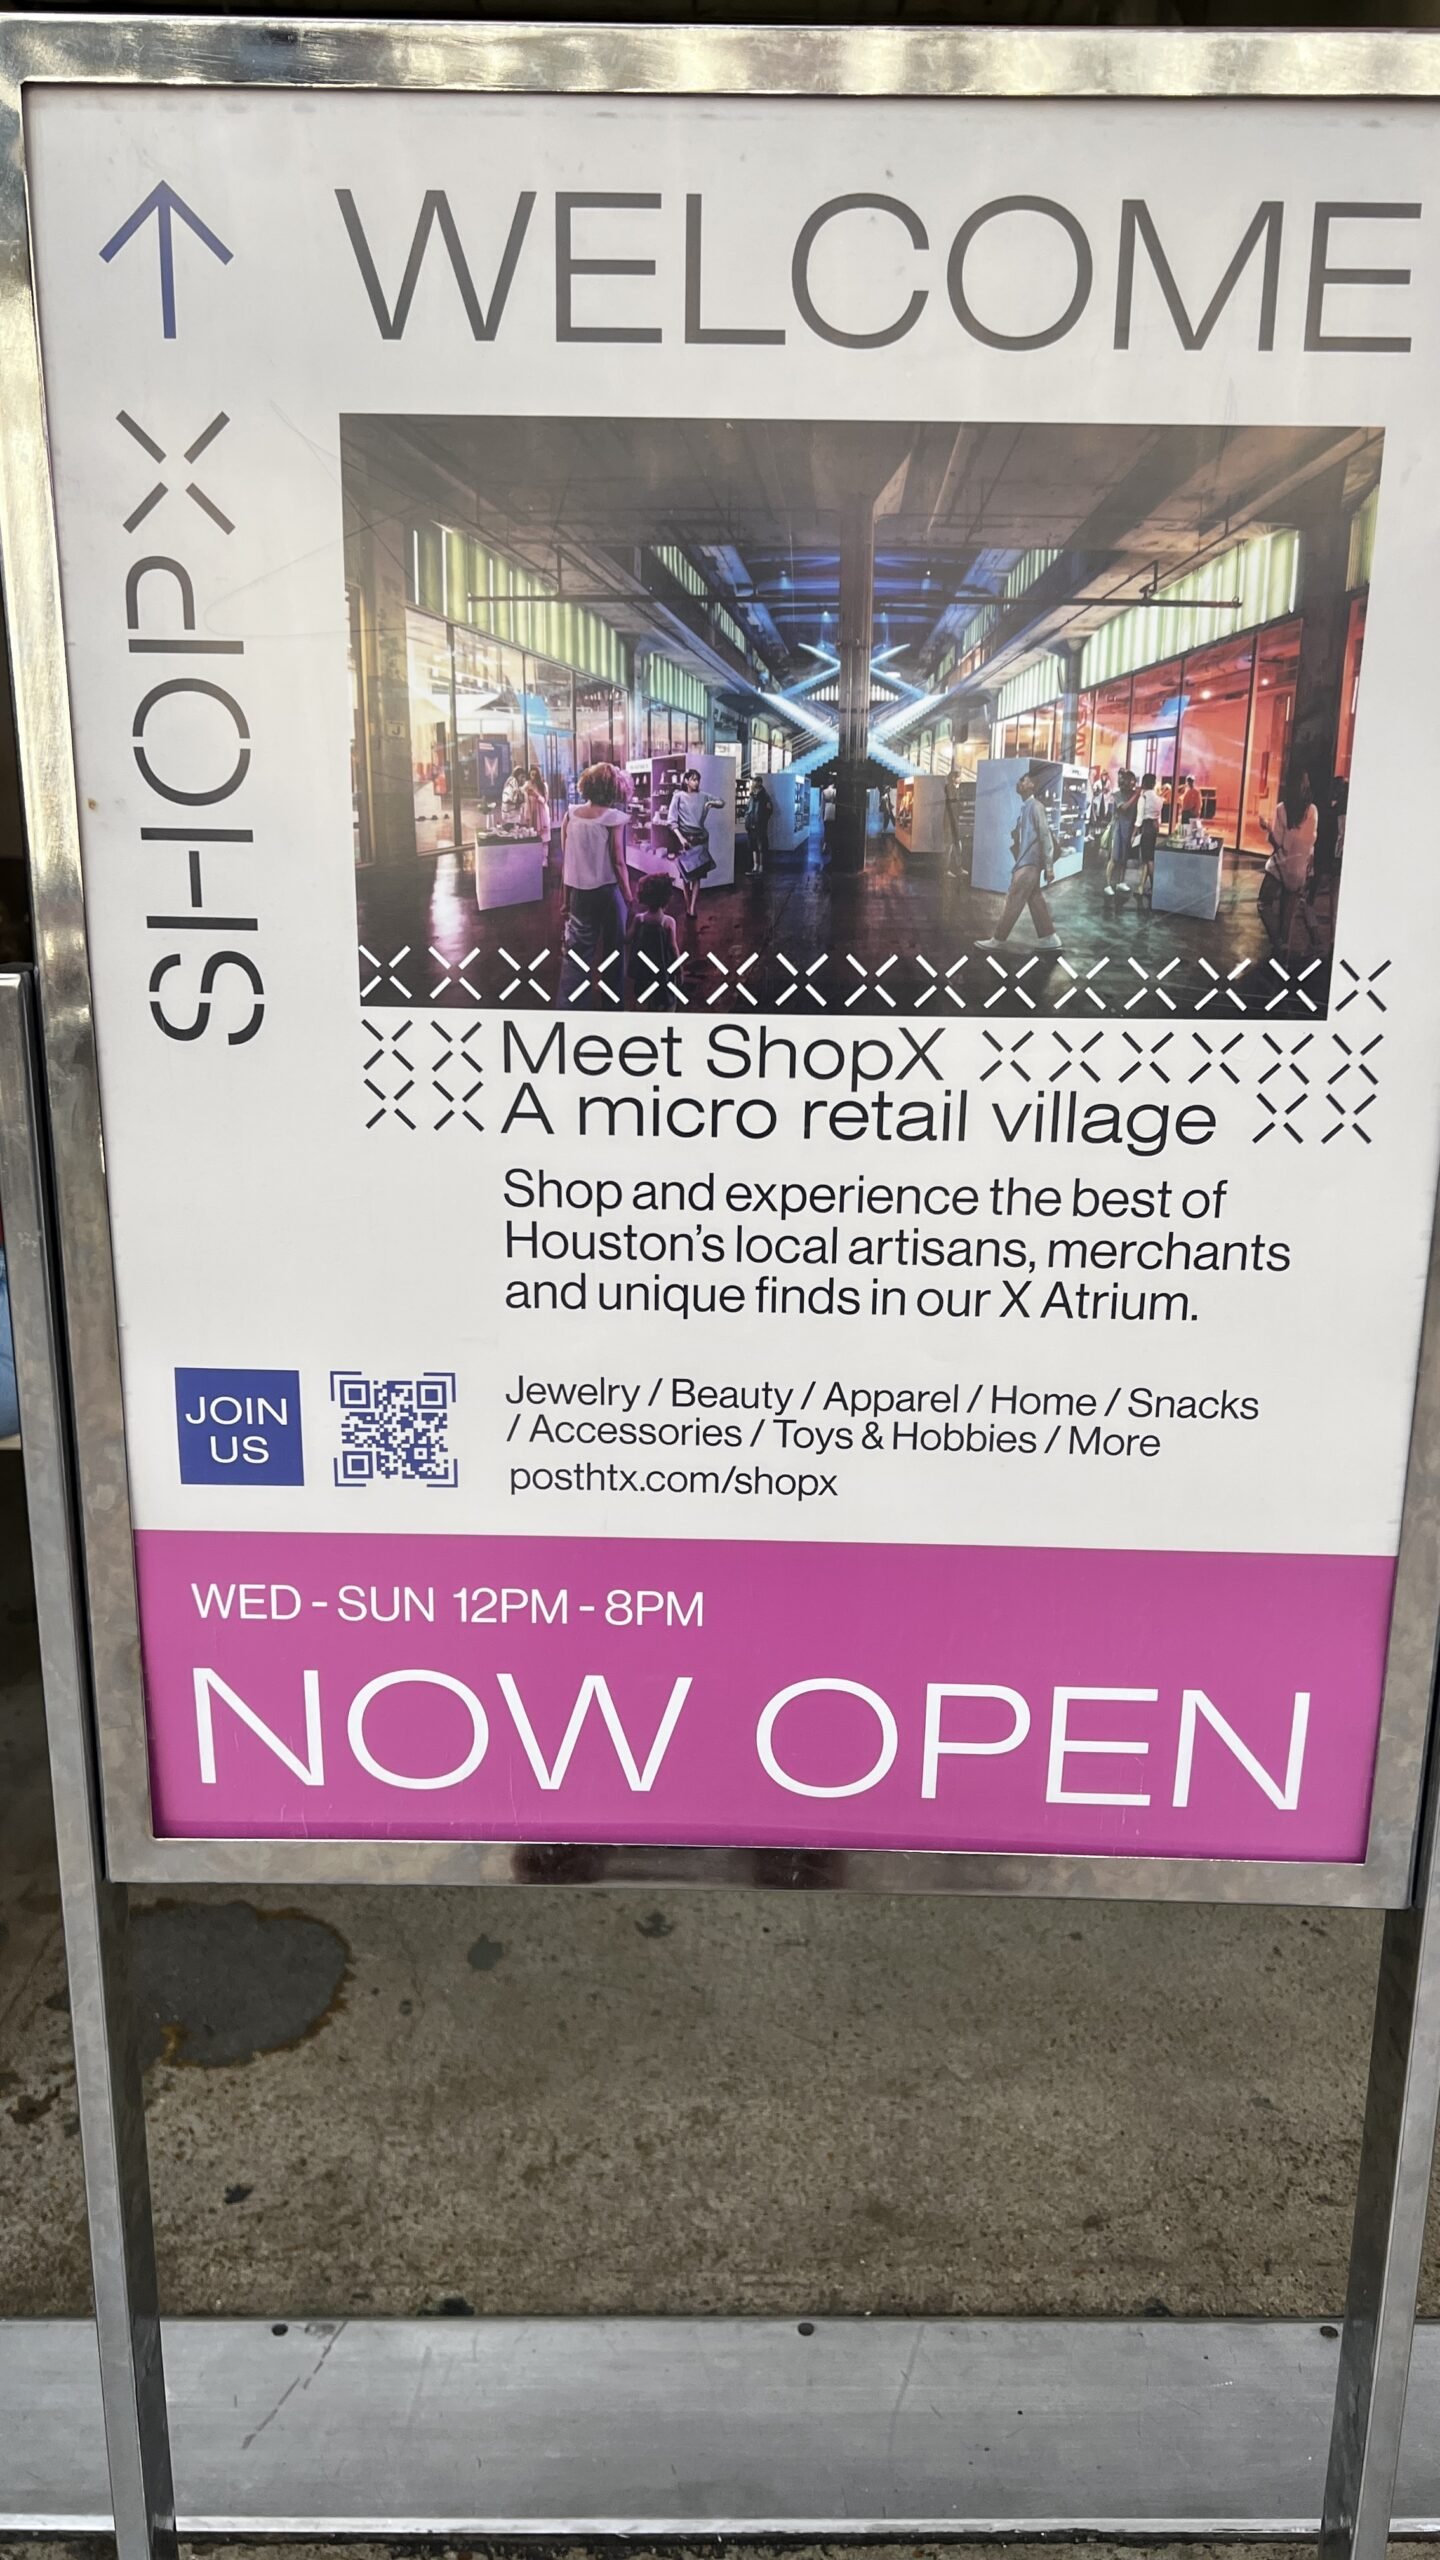 WELCOME
SHOPX
Meet ShopX
A micro retail village
Shop and experience the best of
Houston's local artisans, merchants
and unique finds in our X Atrium.
JOIN
US
Jewelry / Beauty / Apparel / Home / Snacks
/ Accessories / Toys & Hobbies / More
posthtx.com/shopx
WED - SUN 12PM - 8PM
NOW OPEN